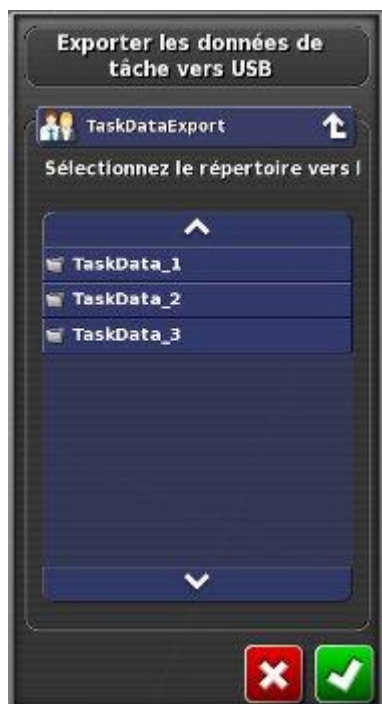 Exporter les données de
tâche vers USB
TaskDataExport
Sélectionnez le répertoire vers l
TaskData_1
TaskData_2
TaskData_3